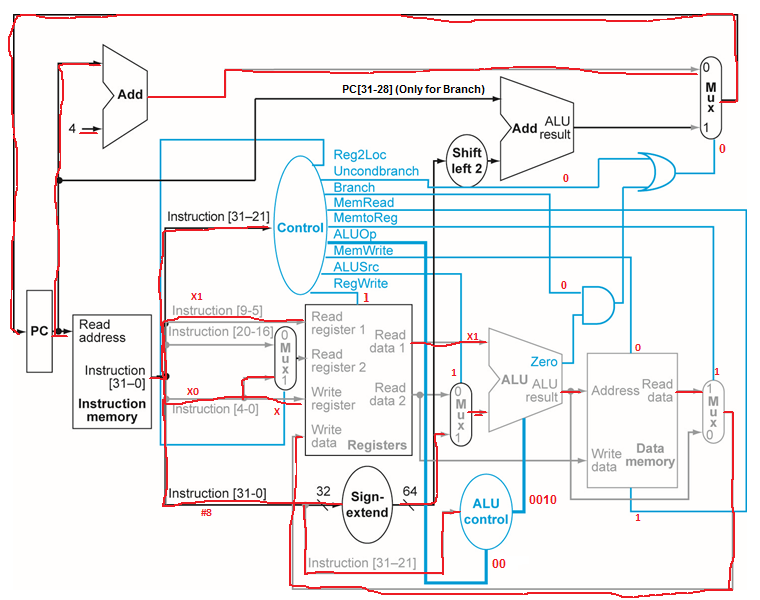 PC[31-28] (Only for Branch)
0
Mux
1
Add
4
Add ALU result
Shift left 2
0
Reg2Loc
Uncondbranch
0
Branch
MemRead
MemtoReg
ALUOp
MemWrite
ALUSrc
RegWrite
Instruction [31–21]
Control
1
0
X1
Instruction [9-5]
Instruction [20-16]
PC
Read address
Instruction [31–0]
Instruction memory
0
Mux
1
Read register 1
Read register 2
Write register
Write data
Registers
Read data 1
Read data 2
X1
X0
X
Instruction [4-0]
1
0
Mux
1
Zero
ALU
ALU result
0
Address
Read data
Write data
Data memory
1
1
Mux
0
Instruction [31-0]
#8
32
Sign-extend
64
ALU control
0010
1
Instruction [31–21]
00